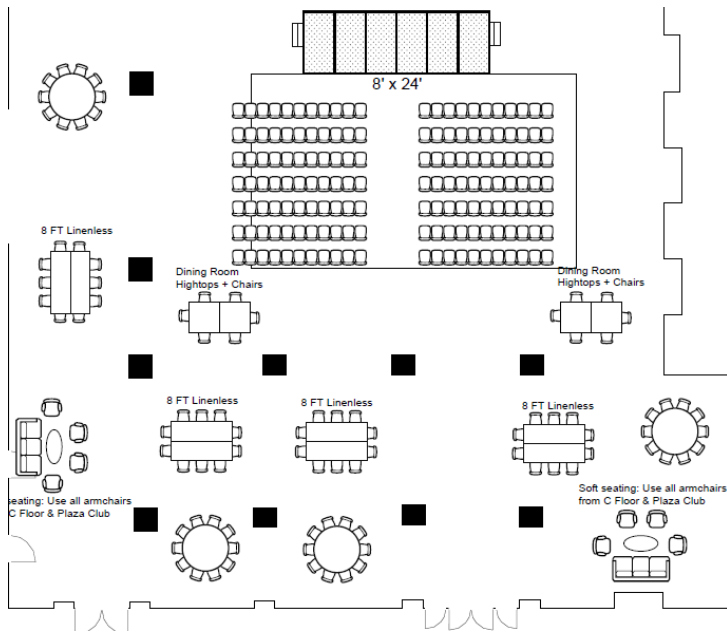 8' x 24'
8 FT Linenless
Dining Room
Hightops + Chairs
Dining Room
Hightops + Chairs
8 FT Linenless
8 FT Linenless
8 FT Linenless
seating: Use all armchairs
C Floor & Plaza Club
Soft seating: Use all armchairs
from C Floor & Plaza Club